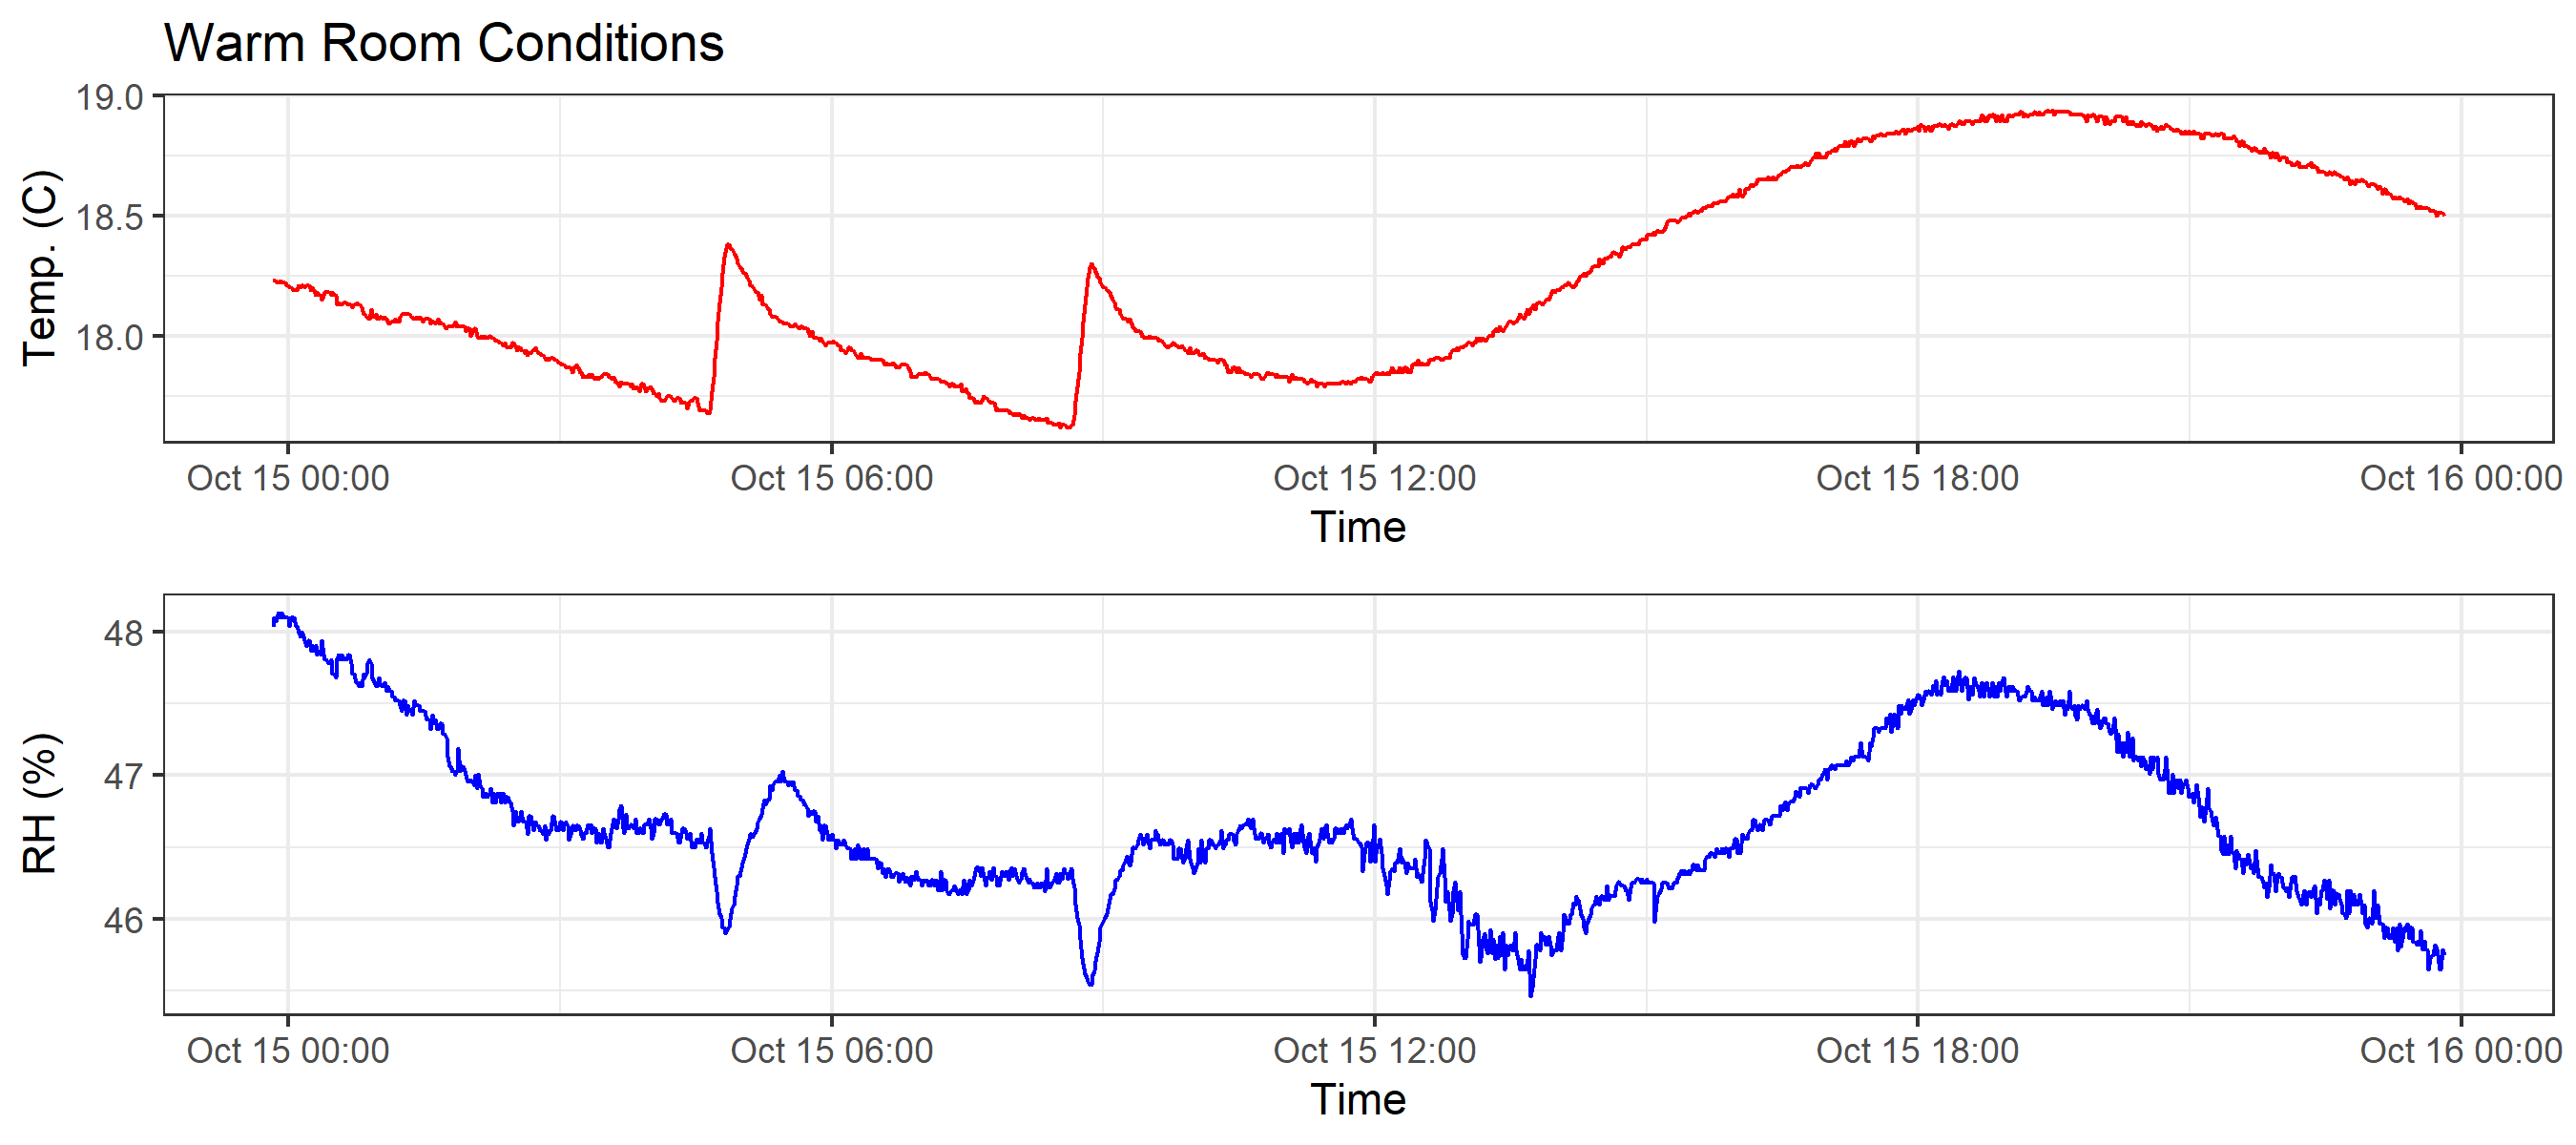 Warm Room Conditions
19.0
18.5
18.0
Temp. (C)
Oct 15 00:00 Oct 15 06:00 Oct 15 12:00 Oct 15 18:00 Oct 16 00:00
Time
48
47
46
RH (%)
Oct 15 00:00 Oct 15 06:00 Oct 15 12:00 Oct 15 18:00 Oct 16 00:00
Time